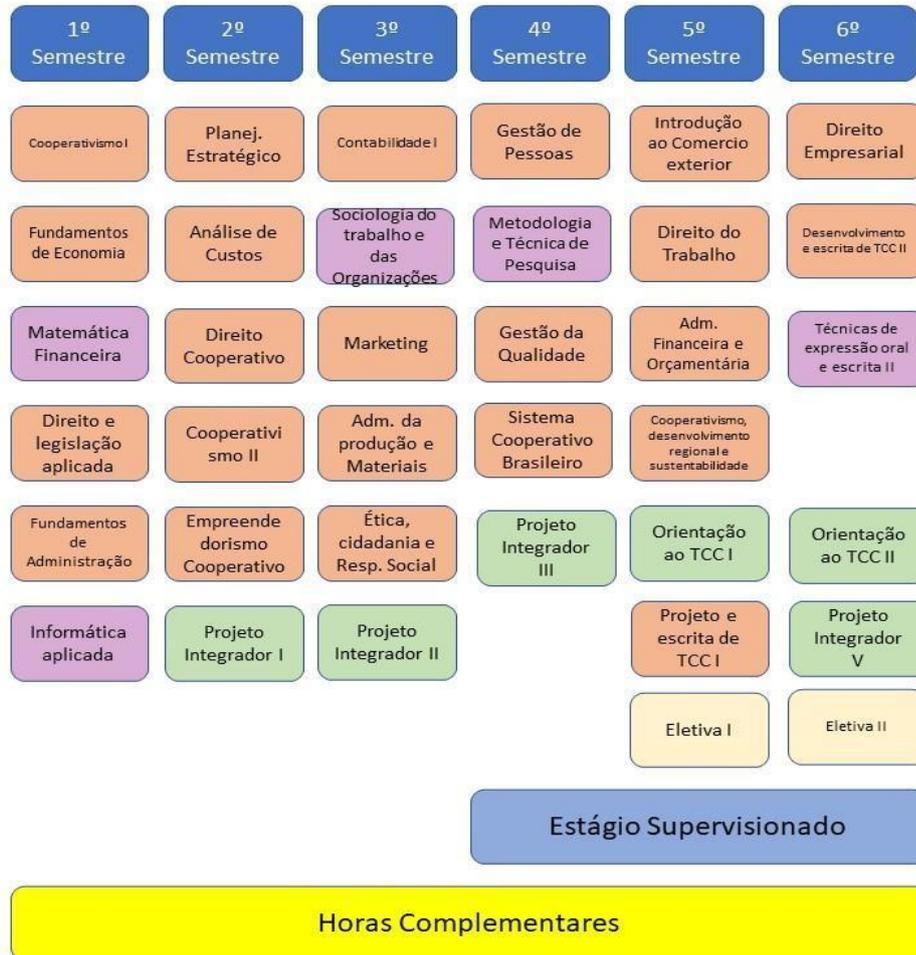 1º
Semestre
2º
Semestre
3º
Semestre
4º
Semestre
5º
Semestre
6º
Semestre
Cooperativismo I
Planej.
Estratégico
Contabilidade I
Gestão de
Pessoas
Introdução
ao Comercio
exterior
Direito
Empresarial
Fundamentos
de Economia
Análise de
Custos
Sociologia do
trabalho e
das
Organizações
Metodologia
e Técnica de
Pesquisa
Direito do
Trabalho
Desenvolvimento
e escrita de TCC II
Matemática
Financeira
Direito
Cooperativo
Marketing
Gestão da
Qualidade
Adm.
Financeira e
Orçamentária
Técnicas de
expressão oral
e escrita II
Direito e
legislação
aplicada
Cooperativi
smo II
Adm. da
produção e
Materiais
Sistema
Cooperativo
Brasileiro
Cooperativismo,
desenvolvimento
regional e
sustentabilidade
Fundamentos
de
Administração
Empreende
dorismo
Cooperativo
Ética,
cidadania e
Resp. Social
Projeto
Integrador
III
Orientação
ao TCC I
Orientação
ao TCC II
Informática
aplicada
Projeto
Integrador I
Projeto
Integrador II
Projeto e
escrita de
TCC I
Projeto
Integrador
V
Eletiva I
Eletiva II
Estágio Supervisionado
Horas Complementares